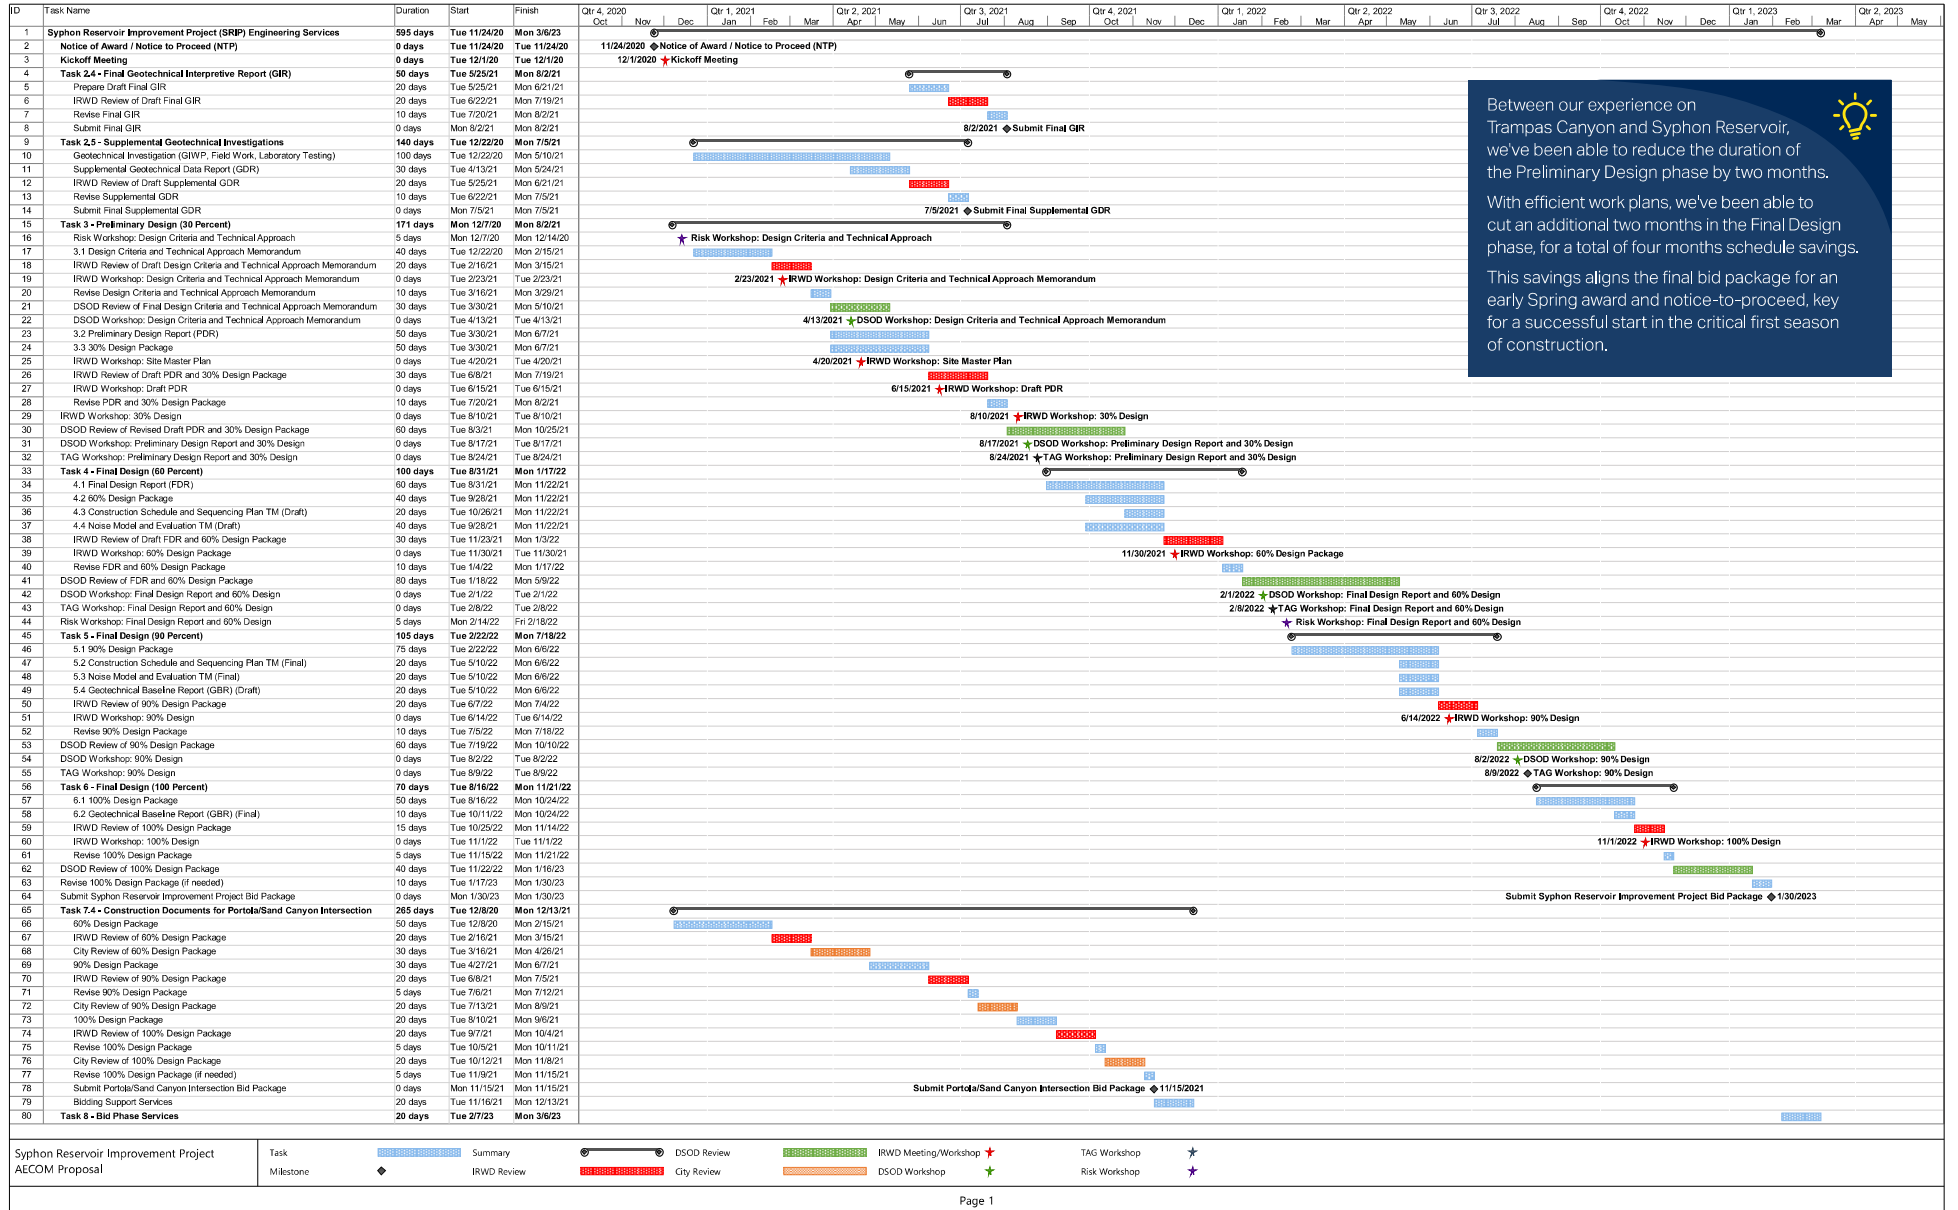 ID Task Name Duration Start Finish
Qtr 4, 2020 Qtr 1, 2021 Qtr 2, 2021 Qtr 3, 2021 Qtr 4, 2021 Qtr 1, 2022 Qtr 2, 2022 Qtr 3, 2022 Qtr 4, 2022 Qtr 1, 2023 Qtr 2, 2023
Oct Nov Dec Jan Feb Mar Apr May Jun Jul Aug Sep Oct Nov Dec Jan Feb Mar Apr May Jun Jul Aug Sep Oct Nov Dec Jan Feb Mar Apr May
1 Syphon Reservoir Improvement Project (SRIP) Engineering Services 595 days Tue 11/24/20 Mon 3/6/23
2 Notice of Award / Notice to Proceed (NTP) 0 days Tue 11/24/20 Tue 11/24/20 11/24/2020 Notice of Award / Notice to Proceed (NTP)
3 Kickoff Meeting 0 days Tue 12/1/20 Tue 12/1/20 12/1/2020 Kickoff Meeting
4 Task 2.4 - Final Geotechnical Interpretive Report (GIR) 50 days Tue 5/25/21 Mon 8/2/21
5 Prepare Draft Final GIR 20 days Tue 5/25/21 Mon 6/21/21
6 IRWD Review of Draft Final GIR 20 days Tue 6/22/21 Mon 7/19/21
7 Revise Final GIR 10 days Tue 7/20/21 Mon 8/2/21
8 Submit Final GIR 0 days Mon 8/2/21 Mon 8/2/21 8/2/2021 Submit Final GIR
9 Task 2.5 - Supplemental Geotechnical Investigations 140 days Tue 12/22/20 Mon 7/5/21
10 Geotechnical Investigation (GIWP, Field Work, Laboratory Testing) 100 days Tue 12/22/20 Mon 5/10/21
11 Supplemental Geotechnical Data Report (GDR) 30 days Tue 4/13/21 Mon 5/24/21
12 IRWD Review of Draft Supplemental GDR 20 days Tue 5/25/21 Mon 6/21/21
13 Revise Supplemental GDR 10 days Tue 6/22/21 Mon 7/5/21
14 Submit Final Supplemental GDR 0 days Mon 7/5/21 Mon 7/5/21 7/5/2021 Submit Final Supplemental GDR
15 Task 3 - Preliminary Design (30 Percent) 171 days Mon 12/7/20 Mon 8/2/21
16 Risk Workshop: Design Criteria and Technical Approach 5 days Mon 12/7/20 Mon 12/14/20 Risk Workshop: Design Criteria and Technical Approach
17 3.1 Design Criteria and Technical Approach Memorandum 40 days Tue 12/22/20 Mon 2/15/21
18 IRWD Review of Draft Design Criteria and Technical Approach Memorandum 20 days Tue 2/16/21 Mon 3/15/21
19 IRWD Workshop: Design Criteria and Technical Approach Memorandum 0 days Tue 2/23/21 Tue 2/23/21 2/23/2021 IRWD Workshop: Design Criteria and Technical Approach Memorandum
20 Revise Design Criteria and Technical Approach Memorandum 10 days Tue 3/16/21 Mon 3/29/21
21 DSOD Review of Final Design Criteria and Technical Approach Memorandum 30 days Tue 3/30/21 Mon 5/10/21
22 DSOD Workshop: Design Criteria and Technical Approach Memorandum 0 days Tue 4/13/21 Tue 4/13/21 4/13/2021 DSOD Workshop: Design Criteria and Technical Approach Memorandum
23 3.2 Preliminary Design Report (PDR) 50 days Tue 3/30/21 Mon 6/7/21
24 3.3 30% Design Package 50 days Tue 3/30/21 Mon 6/7/21
25 IRWD Workshop: Site Master Plan 0 days Tue 4/20/21 Tue 4/20/21 4/20/2021 IRWD Workshop: Site Master Plan
26 IRWD Review of Draft PDR and 30% Design Package 30 days Tue 6/8/21 Mon 7/19/21
27 IRWD Workshop: Draft PDR 0 days Tue 6/15/21 Tue 6/15/21 6/15/2021 IRWD Workshop: Draft PDR
28 Revise PDR and 30% Design Package 10 days Tue 7/20/21 Mon 8/2/21
29 IRWD Workshop: 30% Design 0 days Tue 8/10/21 Tue 8/10/21 8/10/2021 IRWD Workshop: 30% Design
30 DSOD Review of Revised Draft PDR and 30% Design Package 60 days Tue 8/3/21 Mon 10/25/21
31 DSOD Workshop: Preliminary Design Report and 30% Design 0 days Tue 8/17/21 Tue 8/17/21 8/17/2021 DSOD Workshop: Preliminary Design Report and 30% Design
32 TAG Workshop: Preliminary Design Report and 30% Design 0 days Tue 8/24/21 Tue 8/24/21 8/24/2021 TAG Workshop: Preliminary Design Report and 30% Design
33 Task 4 - Final Design (60 Percent) 100 days Tue 8/31/21 Mon 1/17/22
34 4.1 Final Design Report (FDR) 60 days Tue 8/31/21 Mon 11/22/21
35 4.2 60% Design Package 40 days Tue 9/28/21 Mon 11/22/21
36 4.3 Construction Schedule and Sequencing Plan TM (Draft) 20 days Tue 10/26/21 Mon 11/22/21
37 4.4 Noise Model and Evaluation TM (Draft) 40 days Tue 9/28/21 Mon 11/22/21
38 IRWD Review of Draft FDR and 60% Design Package 30 days Tue 11/23/21 Mon 1/3/22
39 IRWD Workshop: 60% Design Package 0 days Tue 11/30/21 Tue 11/30/21 11/30/2021 IRWD Workshop: 60% Design Package
40 Revise FDR and 60% Design Package 10 days Tue 1/4/22 Mon 1/17/22
41 DSOD Review of FDR and 60% Design Package 80 days Tue 1/18/22 Mon 5/9/22
42 DSOD Workshop: Final Design Report and 60% Design 0 days Tue 2/1/22 Tue 2/1/22 2/1/2022 DSOD Workshop: Final Design Report and 60% Design
43 TAG Workshop: Final Design Report and 60% Design 0 days Tue 2/8/22 Tue 2/8/22 2/8/2022 TAG Workshop: Final Design Report and 60% Design
44 Risk Workshop: Final Design Report and 60% Design 5 days Mon 2/14/22 Fri 2/18/22 Risk Workshop: Final Design Report and 60% Design
45 Task 5 - Final Design (90 Percent) 105 days Tue 2/22/22 Mon 7/18/22
46 5.1 90% Design Package 75 days Tue 2/22/22 Mon 6/6/22
47 5.2 Construction Schedule and Sequencing Plan TM (Final) 20 days Tue 5/10/22 Mon 6/6/22
48 5.3 Noise Model and Evaluation TM (Final) 20 days Tue 5/10/22 Mon 6/6/22
49 5.4 Geotechnical Baseline Report (GBR) (Draft) 20 days Tue 5/10/22 Mon 6/6/22
50 IRWD Review of 90% Design Package 20 days Tue 6/7/22 Mon 7/4/22
51 IRWD Workshop: 90% Design 0 days Tue 6/14/22 Tue 6/14/22 6/14/2022 IRWD Workshop: 90% Design
52 Revise 90% Design Package 10 days Tue 7/5/22 Mon 7/18/22
53 DSOD Review of 90% Design Package 60 days Tue 7/19/22 Mon 10/10/22
54 DSOD Workshop: 90% Design 0 days Tue 8/2/22 Tue 8/2/22 8/2/2022 DSOD Workshop: 90% Design
55 TAG Workshop: 90% Design 0 days Tue 8/9/22 Tue 8/9/22 8/9/2022 TAG Workshop: 90% Design
56 Task 6 - Final Design (100 Percent) 70 days Tue 8/16/22 Mon 11/21/22
57 6.1 100% Design Package 50 days Tue 8/16/22 Mon 10/24/22
58 6.2 Geotechnical Baseline Report (GBR) (Final) 10 days Tue 10/11/22 Mon 10/24/22
59 IRWD Review of 100% Design Package 15 days Tue 10/25/22 Mon 11/14/22
60 IRWD Workshop: 100% Design 0 days Tue 11/1/22 Tue 11/1/22 11/1/2022 IRWD Workshop: 100% Design
61 Revise 100% Design Package 5 days Tue 11/15/22 Mon 11/21/22
62 DSOD Review of 100% Design Package 40 days Tue 11/22/22 Mon 1/16/23
63 Revise 100% Design Package (if needed) 10 days Tue 1/17/23 Mon 1/30/23
64 Submit Syphon Reservoir Improvement Project Bid Package 0 days Mon 1/30/23 Mon 1/30/23 Submit Syphon Reservoir Improvement Project Bid Package 1/30/2023
65 Task 7.4 - Construction Documents for Portola/Sand Canyon Intersection 265 days Tue 12/8/20 Mon 12/13/21
66 60% Design Package 50 days Tue 12/8/20 Mon 2/15/21
67 IRWD Review of 60% Design Package 20 days Tue 2/16/21 Mon 3/15/21
68 City Review of 60% Design Package 30 days Tue 3/16/21 Mon 4/26/21
69 90% Design Package 30 days Tue 4/27/21 Mon 6/7/21
70 IRWD Review of 90% Design Package 20 days Tue 6/8/21 Mon 7/5/21
71 Revise 90% Design Package 5 days Tue 7/6/21 Mon 7/12/21
72 City Review of 90% Design Package 20 days Tue 7/13/21 Mon 8/9/21
73 100% Design Package 20 days Tue 8/10/21 Mon 9/6/21
74 IRWD Review of 100% Design Package 20 days Tue 9/7/21 Mon 10/4/21
75 Revise 100% Design Package 5 days Tue 10/5/21 Mon 10/11/21
76 City Review of 100% Design Package 20 days Tue 10/12/21 Mon 11/8/21
77 Revise 100% Design Package (if needed) 5 days Tue 11/9/21 Mon 11/15/21
78 Submit Portola/Sand Canyon Intersection Bid Package 0 days Mon 11/15/21 Mon 11/15/21 Submit Portola/Sand Canyon Intersection Bid Package 11/15/2021
79 Bidding Support Services 20 days Tue 11/16/21 Mon 12/13/21
80 Task 8 - Bid Phase Services 20 days Tue 2/7/23 Mon 3/6/23
Between our experience on
Trampas Canyon and Syphon Reservoir,
we've been able to reduce the duration of
the Preliminary Design phase by two months.
With efficient work plans, we've been able to
cut an additional two months in the Final Design
phase, for a total of four months schedule savings.
This savings aligns the final bid package for an
early Spring award and notice-to-proceed, key
for a successful start in the critical first season
of construction.
Syphon Reservoir Improvement Project
AECOM Proposal
Task Summary DSOD Review IRWD Meeting/Workshop TAG Workshop
Milestone IRWD Review City Review DSOD Workshop Risk Workshop
Page 1